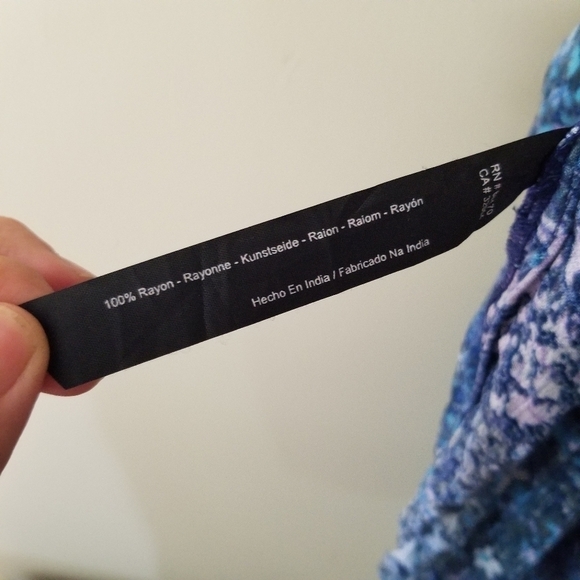 100% Rayon - Rayonne - Kunstseide - Raion - Raiom - Rayón
Hecho En India / Fabricado Na India
RN #
CA #